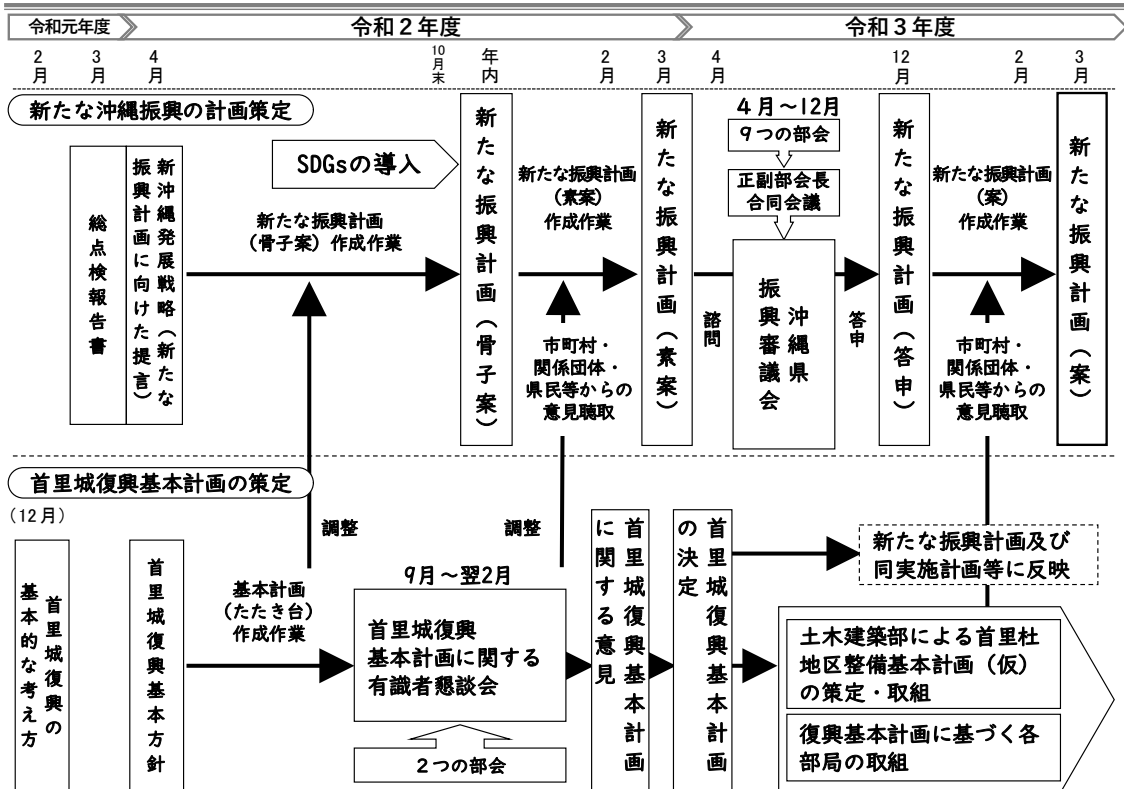 令和元年度
令和２年度
令和３年度
2月
3月
4月
10月末
年内
2月
3月
4月
12月
2月
3月
新たな沖縄振興の計画策定
総点検報告書
新沖縄発展戦略（新たな
振興計画に向けた提言）
SDGsの導入
新たな振興計画
（骨子案）作成作業
新たな振興計画（骨子案）
新たな振興計画
（素案）
作成作業
市町村・
関係団体・
県民等からの
意見聴取
新たな振興計画（素案）
諮問
４月～12月
９つの部会
正副部会長
合同会議
沖縄県
振興審議会
答申
新たな振興計画（答申）
新たな振興計画
（案）
作成作業
市町村・
関係団体・
県民等からの
意見聴取
新たな振興計画（案）
首里城復興基本計画の策定
(12月)
首里城復興の
基本的な考え方
首里城復興基本方針
調整
基本計画
（たたき台）
作成作業
9月～翌2月
首里城復興
基本計画に関する
有識者懇談会
２つの部会
調整
首里城復興基本計画
に関する意見
首里城復興基本計画
の決定
新たな振興計画及び
同実施計画等に反映
土木建築部による首里杜
地区整備基本計画（仮）
の策定・取組
復興基本計画に基づく各
部局の取組